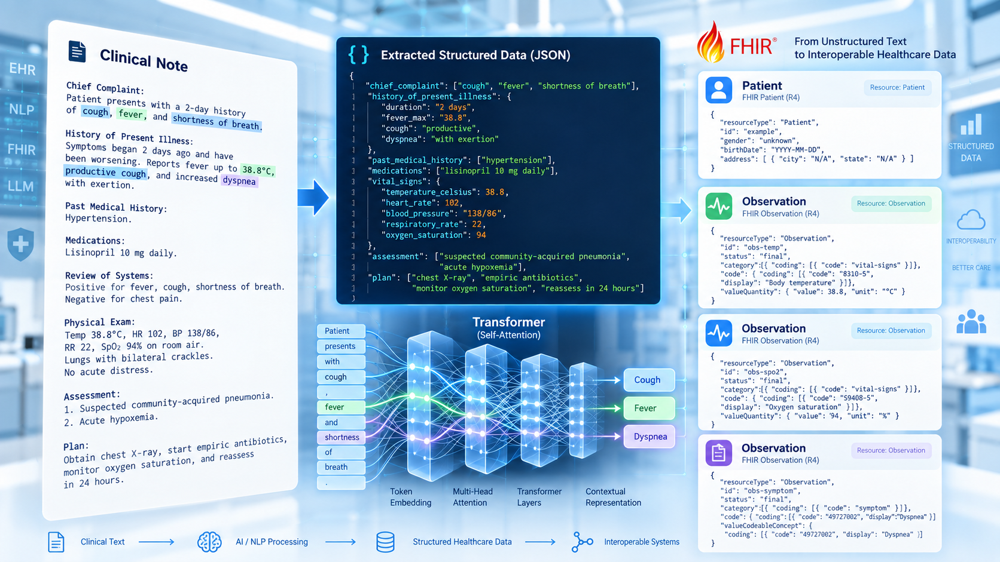 EHR
NLP
FHIR
LLM
Clinical Note
Chief Complaint:
Patient presents with a 2-day history
of cough, fever, and shortness of breath.
History of Present Illness:
Symptoms began 2 days ago and have
been worsening. Reports fever up to 38.8°C,
productive cough, and increased dyspnea
with exertion.
Past Medical History:
Hypertension.
Medications:
Lisinopril 10 mg daily.
Review of Systems:
Positive for fever, cough, shortness of breath.
Negative for chest pain.
Physical Exam:
Temp 38.8°C, HR 102, BP 138/86,
RR 22, SpO₂ 94% on room air.
Lungs with bilateral crackles.
No acute distress.
Assessment:
1. Suspected community-acquired pneumonia.
2. Acute hypoxemia.
Plan:
Obtain chest X-ray, start empiric antibiotics,
monitor oxygen saturation, and reassess
in 24 hours.
{ } Extracted Structured Data (JSON)
{
"chief_complaint": ["cough", "fever", "shortness of breath"],
"history_of_present_illness": {
"duration": "2 days",
"fever_max": "38.8",
"cough": "productive",
"dyspnea": "with exertion"
},
"past_medical_history": ["hypertension"],
"medications": ["lisinopril 10 mg daily"],
"vital_signs": {
"temperature_celsius": 38.8,
"heart_rate": 102,
"blood_pressure": "138/86",
"respiratory_rate": 22,
"oxygen_saturation": 94
},
"assessment": ["suspected community-acquired pneumonia",
"acute hypoxemia"],
"plan": ["chest X-ray", "empiric antibiotics",
"monitor oxygen saturation", "reassess in 24 hours"]
}
Transformer
(Self-Attention)
Patient
presents
with
cough
,
fever
and
shortness
of
breath
.
Cough
Fever
Dyspnea
Token
Embedding
Multi-Head
Attention
Transformer
Layers
Contextual
Representation
FHIR®
From Unstructured Text
to Interoperable Healthcare Data
Patient
FHIR Patient (R4)
Resource: Patient
{
"resourceType": "Patient",
"id": "example",
"gender": "unknown",
"birthDate": "YYYY-MM-DD",
"address": [ { "city": "N/A", "state": "N/A" } ]
}
Observation
FHIR Observation (R4)
Resource: Observation
{
"resourceType": "Observation",
"id": "obs-temp",
"status": "final",
"category":[{ "coding": [{ "code": "vital-signs" }]},
"code": { "coding": [{ "code": "8310-5",
"display": "Body temperature" }]},
"valueQuantity": { "value": 38.8, "unit": "°C" }
}
Observation
FHIR Observation (R4)
Resource: Observation
{
"resourceType": "Observation",
"id": "obs-spo2",
"status": "final",
"category":[{ "coding": [{ "code": "vital-signs" }]},
"code": { "coding": [{ "code": "S9408-5",
"display": "Oxygen saturation" }]},
"valueQuantity": { "value": 94, "unit": "%" }
}
Observation
FHIR Observation (R4)
Resource: Observation
{
"resourceType": "Observation",
"id": "obs-symptom",
"status": "final",
"category":[{ "coding": [{ "code": "symptom" }]},
"code": { "coding":[{ "code": "49727002", "display":"Dyspnea" }]
"valueCodeableConcept": {
"coding": [{ "code": "49727002", "display": "Dyspnea" }]
}
STRUCTURED
DATA
INTEROPERABILITY
BETTER CARE
Clinical Text
AI / NLP Processing
Structured Healthcare Data
Interoperable Systems